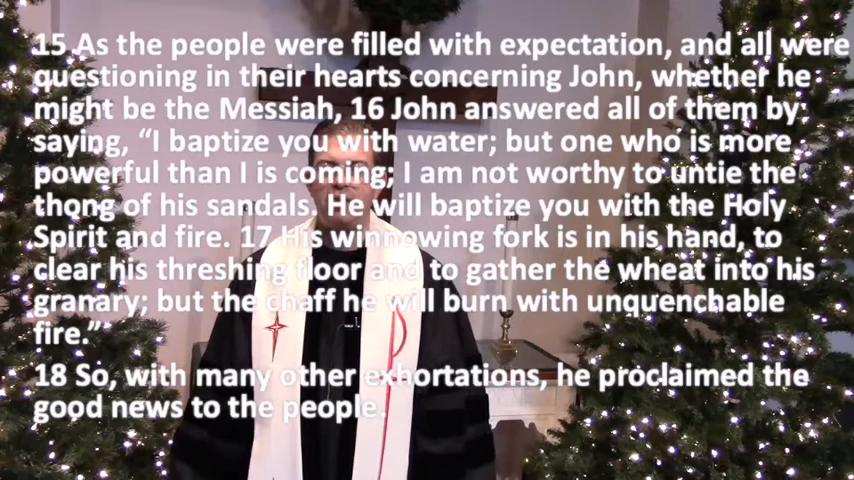 15 As the people were filled with expectation, and all were
questioning in their hearts concerning John, whether he
might be the Messiah, 16 John answered all of them by
saying, “I baptize you with water; but one who is more
powerful than I is coming; I am not worthy to untie the
thong of his sandals. He will baptize you with the Holy
Spirit and fire. 17 His winnowing fork is in his hand, to
clear his threshing floor and to gather the wheat into his
granary; but the chaff he will burn with unquenchable
fire.”
18 So, with many other exhortations, he proclaimed the
good news to the people.